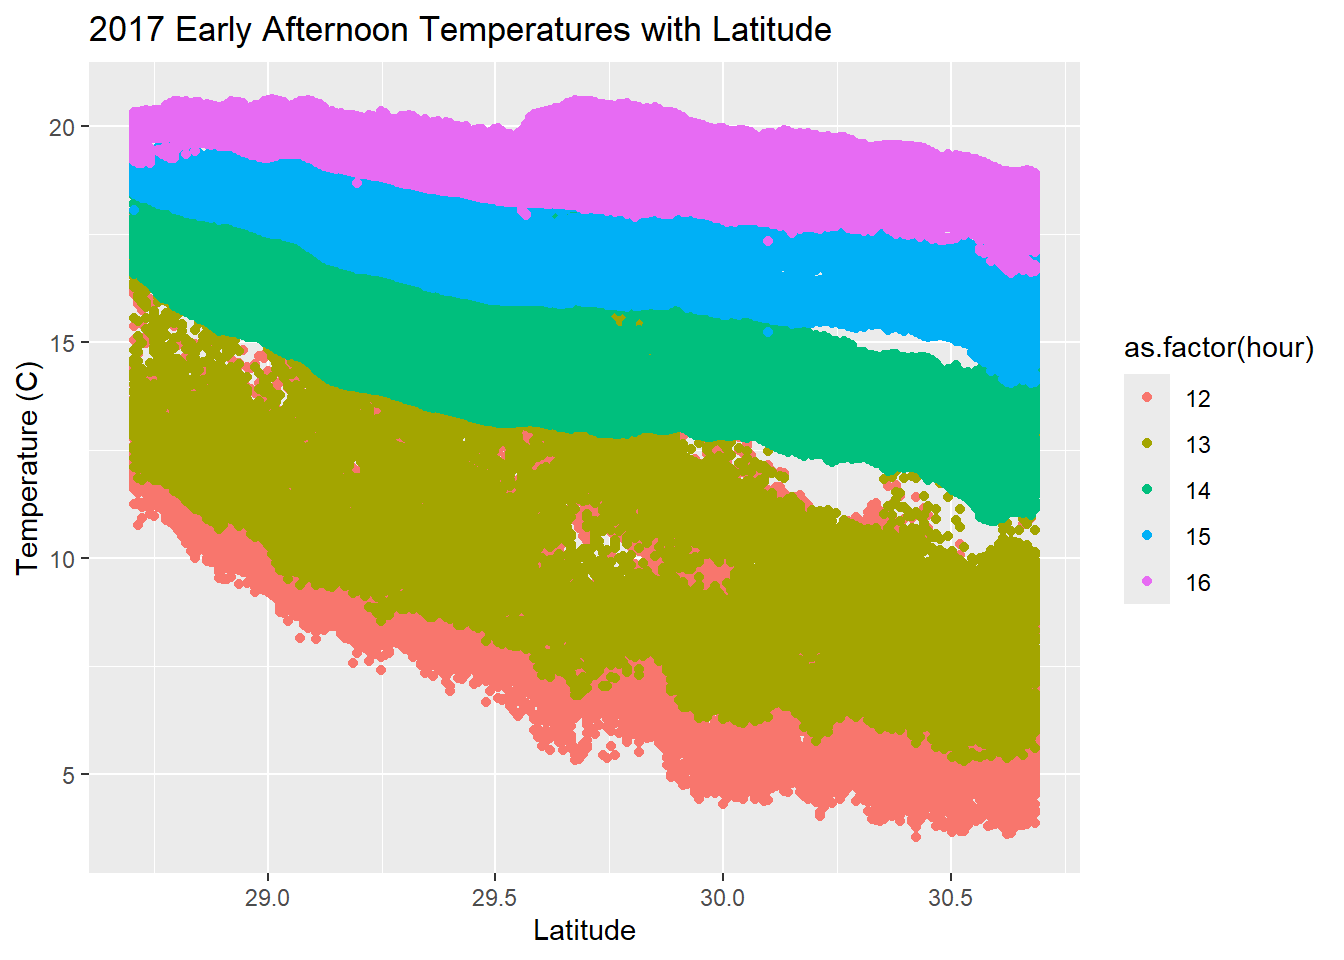 2017 Early Afternoon Temperatures with Latitude
20
15
10
5
Temperature (C)
29.0 29.5 30.0 30.5
Latitude
as.factor(hour)
12
13
14
15
16